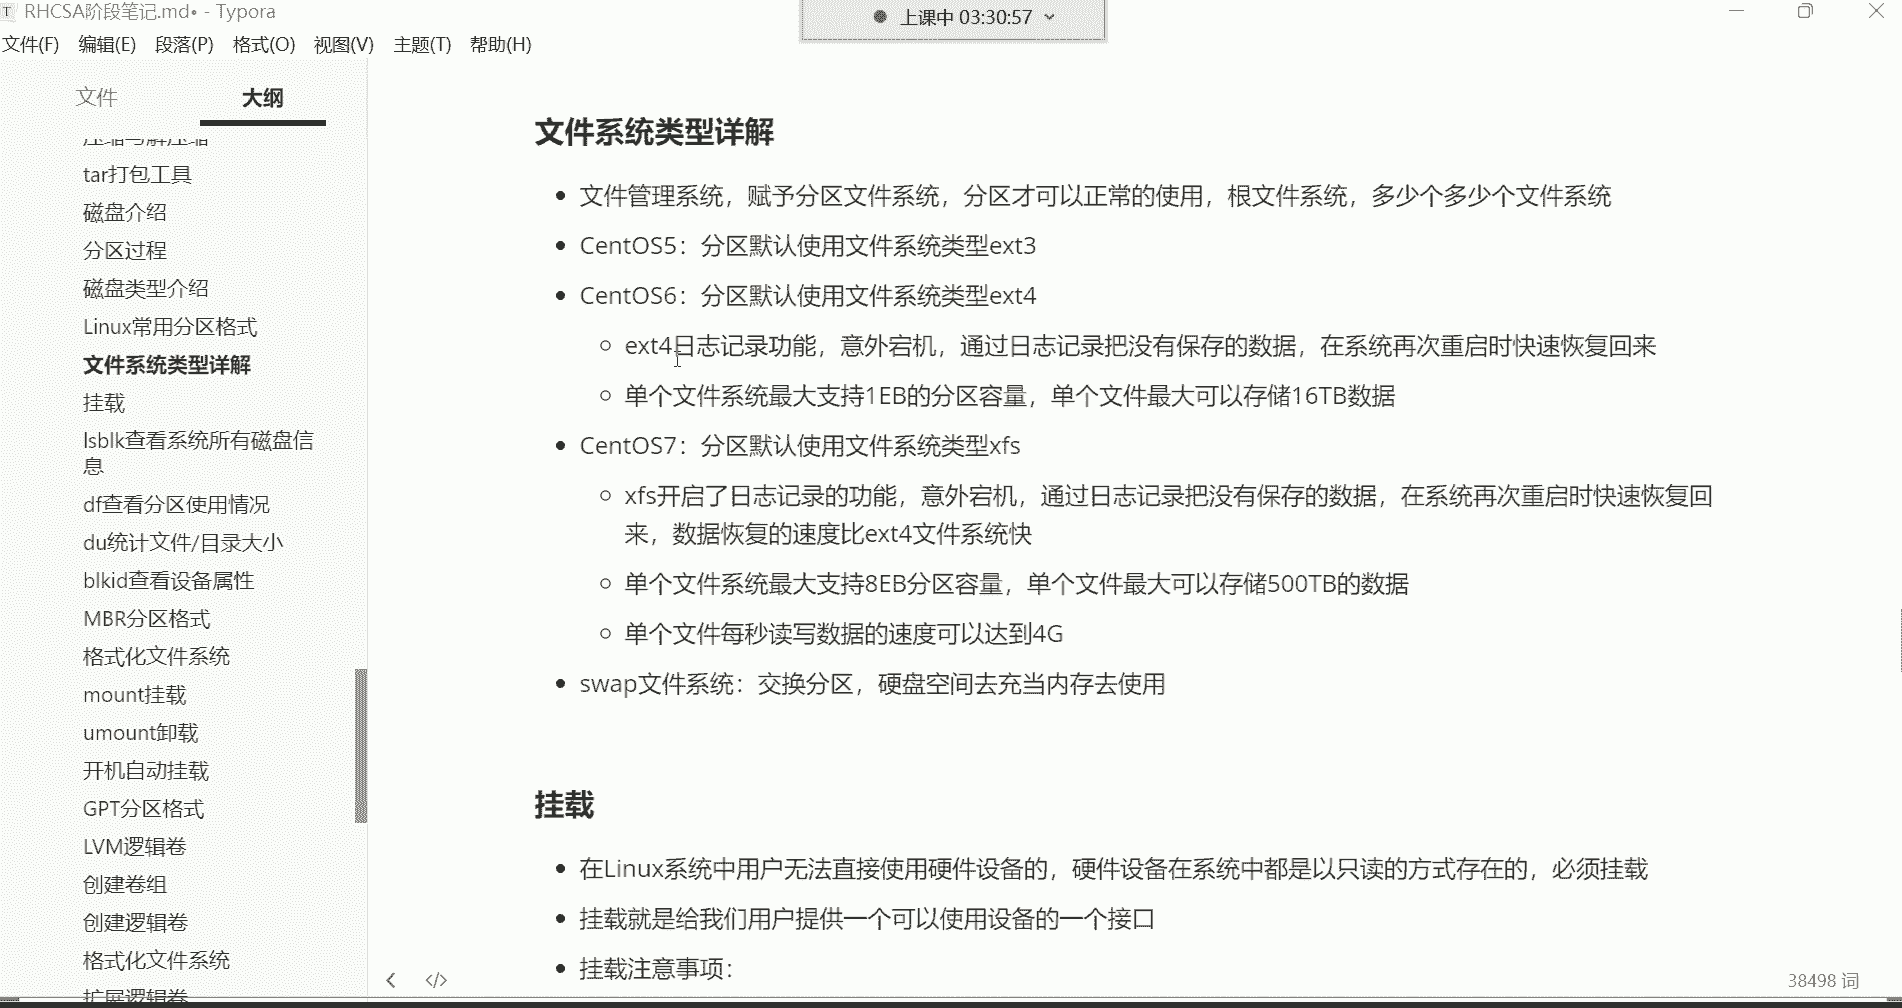 RHCSA阶段笔记.md• - Typora
上课中 03:30:57
文件(F) 编辑(E) 段落(P) 格式(O) 视图(V) 主题(T) 帮助(H)
文件 大纲
压缩与解压缩
tar打包工具
磁盘介绍
分区过程
磁盘类型介绍
Linux常用分区格式
文件系统类型详解
挂载
lsblk查看系统所有磁盘信
息
df查看分区使用情况
du统计文件/目录大小
blkid查看设备属性
MBR分区格式
格式化文件系统
mount挂载
umount卸载
开机自动挂载
GPT分区格式
LVM逻辑卷
创建卷组
创建逻辑卷
格式化文件系统
扩展逻辑卷
文件系统类型详解
文件管理系统，赋予分区文件系统，分区才可以正常的使用，根文件系统，多少个多少个文件系统
CentOS5：分区默认使用文件系统类型ext3
CentOS6：分区默认使用文件系统类型ext4
ext4日志记录功能，意外宕机，通过日志记录把没有保存的数据，在系统再次重启时快速恢复回来
单个文件系统最大支持1EB的分区容量，单个文件最大可以存储16TB数据
CentOS7：分区默认使用文件系统类型xfs
xfs开启了日志记录的功能，意外宕机，通过日志记录把没有保存的数据，在系统再次重启时快速恢复回
来，数据恢复的速度比ext4文件系统快
单个文件系统最大支持8EB分区容量，单个文件最大可以存储500TB的数据
单个文件每秒读写数据的速度可以达到4G
swap文件系统：交换分区，硬盘空间去充当内存去使用
挂载
在Linux系统中用户无法直接使用硬件设备的，硬件设备在系统中都是以只读的方式存在的，必须挂载
挂载就是给我们用户提供一个可以使用设备的一个接口
挂载注意事项：
38498 词